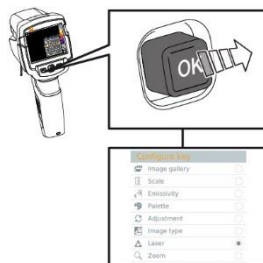 OK
Configure key
Image gallery
Scale
Emissivity
Palette
Adjustment
Image type
Laser
Zoom